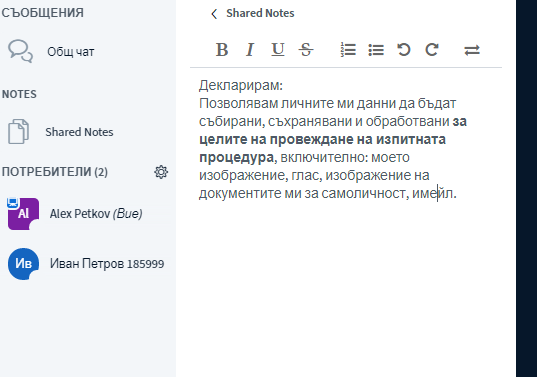 СЪОБЩЕНИЯ
Общ чат
NOTES
Shared Notes
ПОТРЕБИТЕЛИ (2)
Al
Alex Petkov (Вие)
Ив
Иван Петров 185999
Shared Notes
B I U S
Декларирам:
Позволявам личните ми данни да бъдат
събирани, съхранявани и обработвани за
целите на провеждане на изпитната
процедура, включително: моето
изображение, глас, изображение на
документите ми за самоличност, имейл.